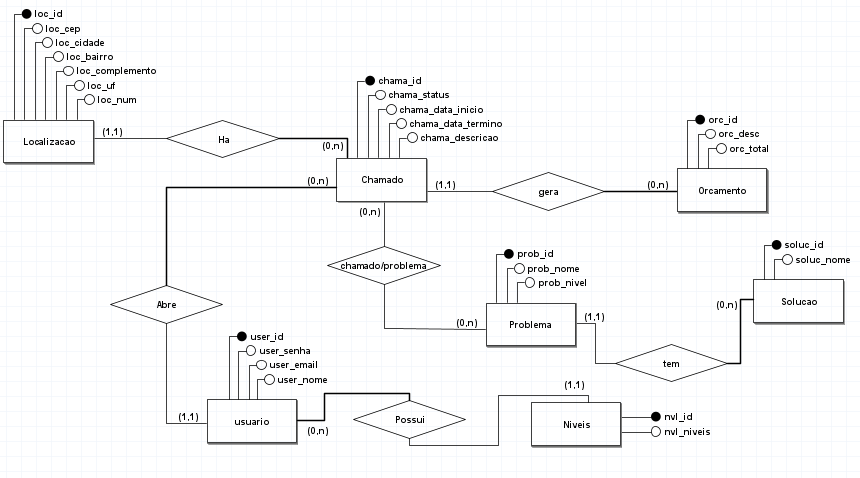 loc_id
loc_cep
loc_cidade
loc_bairro
loc_complemento
loc_uf
loc_num
Localizacao
(1,1)
Ha
(0,n)
chama_id
chama_status
chama_data_inicio
chama_data_termino
chama_descricao
Chamado
(0,n)
(1,1)
(0,n)
gera
(0,n)
orc_id
orc_desc
orc_total
Orcamento
chamado/problema
prob_id
prob_nome
prob_nivel
(0,n)
Problema
(1,1)
soluc_id
soluc_nome
(0,n)
Solucao
tem
Abre
user_id
user_senha
user_email
user_nome
(1,1)
usuario
(0,n)
Possui
(1,1)
Niveis
nvl_id
nvl_niveis